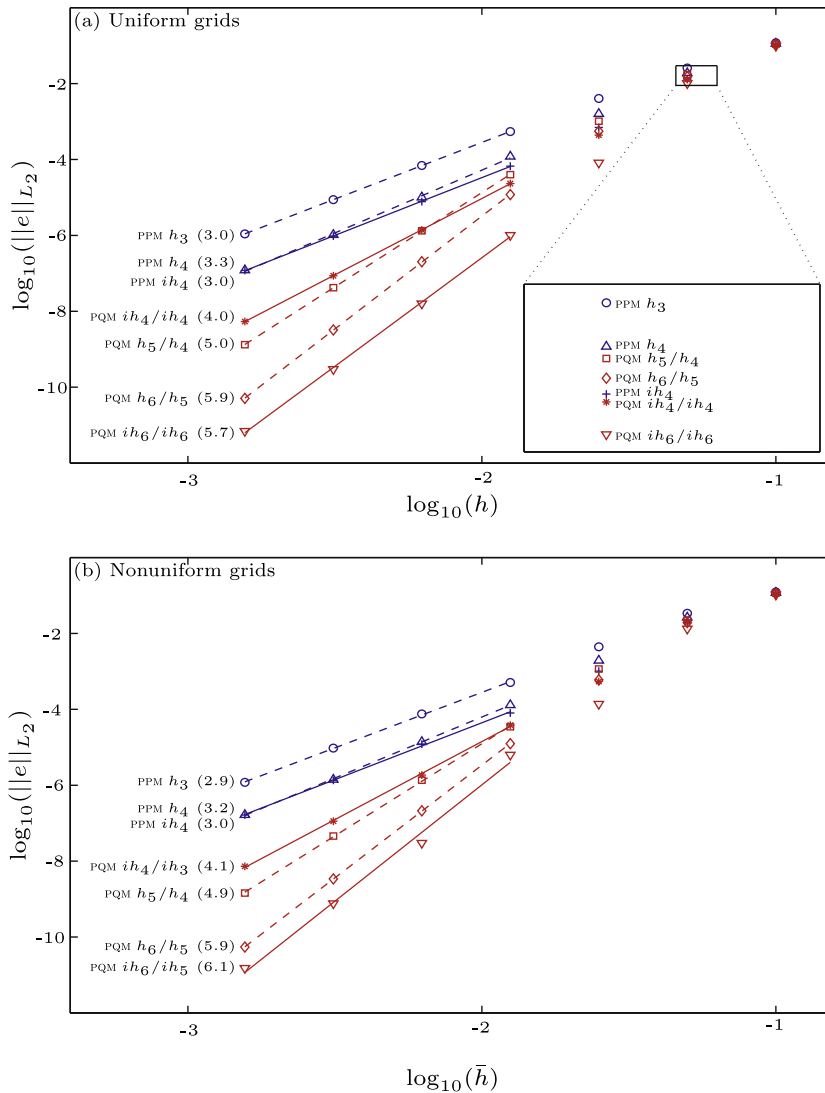 (a) Uniform grids
-2
-4
-6
-8
-10
log₁₀(||e||_L₂)
PPM h₃ (3.0)
PPM h₄ (3.3)
PPM ih₄ (3.0)
PQM ih₄/ih₄ (4.0)
PQM h₅/h₄ (5.0)
PQM h₆/h₅ (5.9)
PQM ih₆/ih₆ (5.7)
PPM h₃
PPM h₄
PQM h₅/h₄
PQM h₆/h₅
PPM ih₄
PQM ih₄/ih₄
PQM ih₆/ih₆
-3
-2
-1
log₁₀(h)
(b) Nonuniform grids
-2
-4
-6
-8
-10
log₁₀(||e||_L₂)
PPM h₃ (2.9)
PPM h₄ (3.2)
PPM ih₄ (3.0)
PQM ih₄/ih₃ (4.1)
PQM h₅/h₄ (4.9)
PQM h₆/h₅ (5.9)
PQM ih₆/ih₅ (6.1)
-3
-2
-1
log₁₀(h̄)